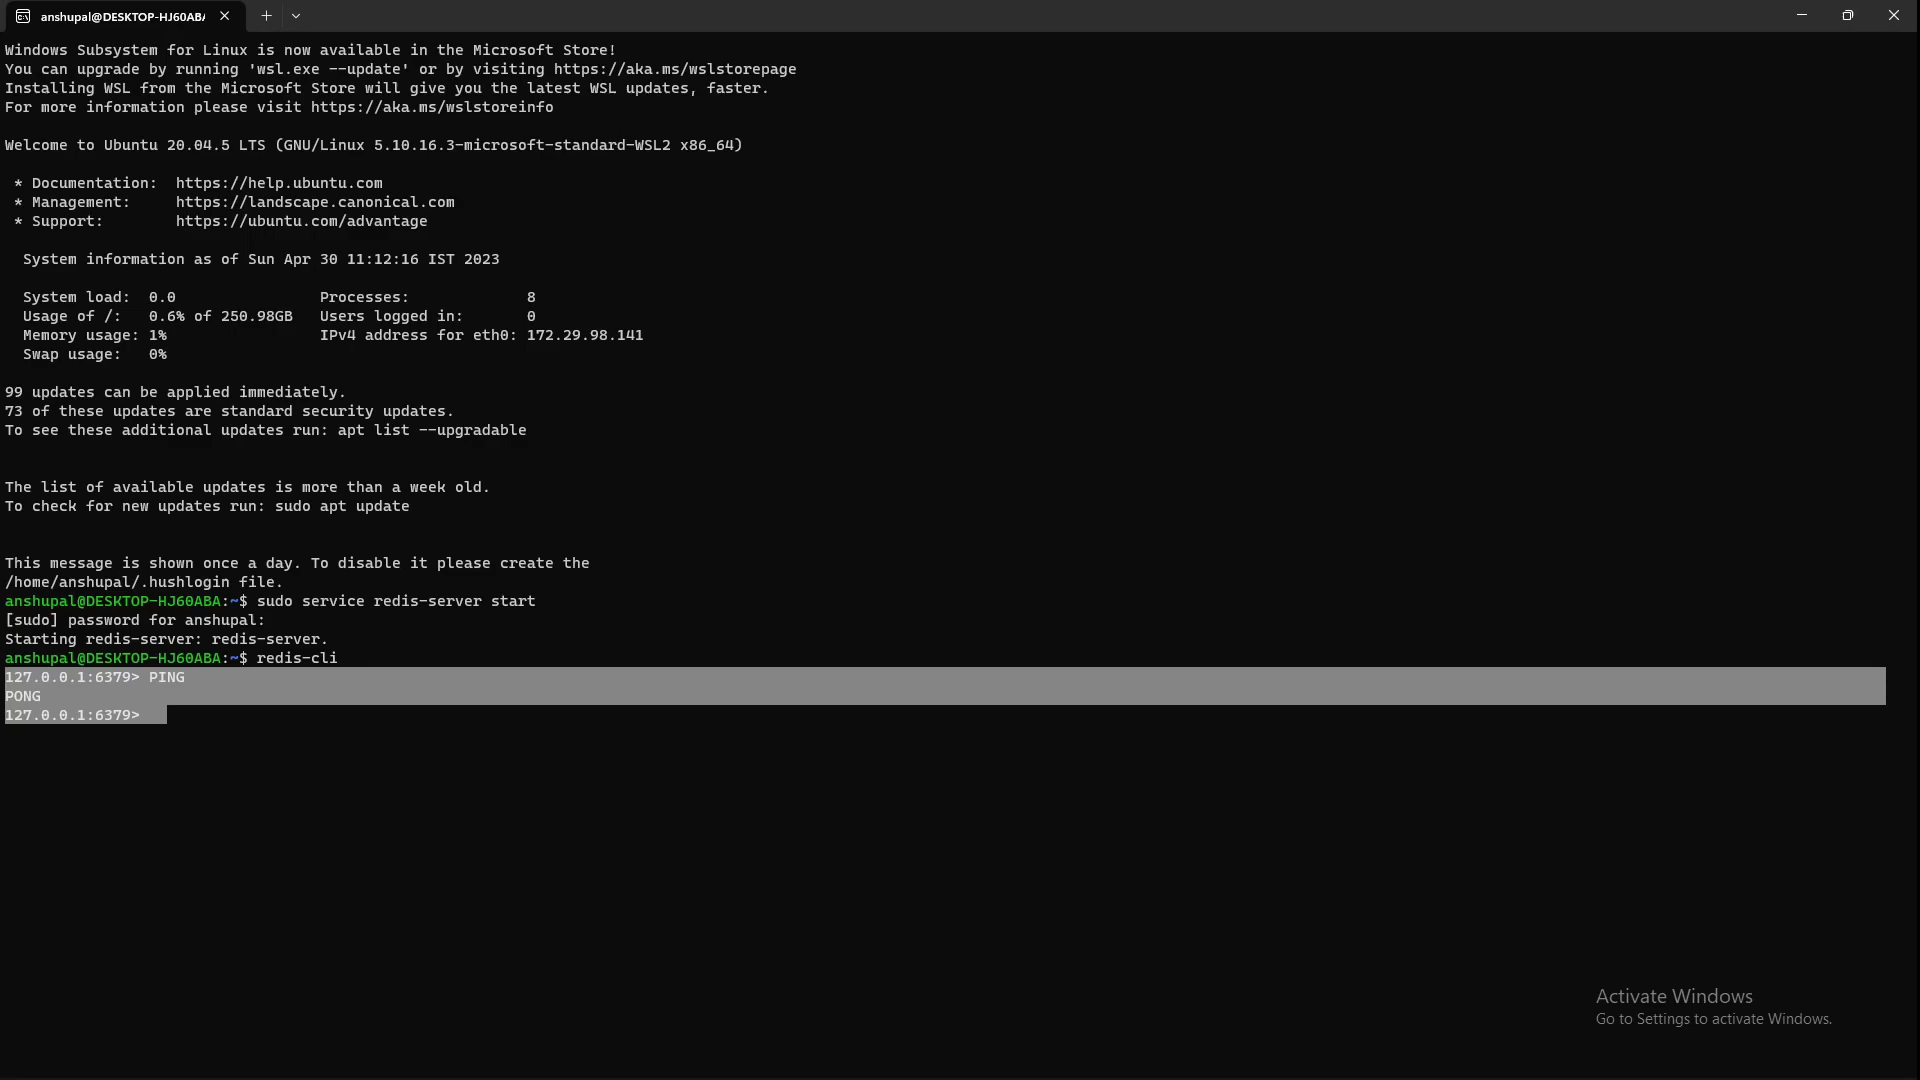 anshupal@DESKTOP-HJ60ABA
Windows Subsystem for Linux is now available in the Microsoft Store!
You can upgrade by running 'wsl.exe --update' or by visiting https://aka.ms/wslstorepage
Installing WSL from the Microsoft Store will give you the latest WSL updates, faster.
For more information please visit https://aka.ms/wslstoreinfo
Welcome to Ubuntu 20.04.5 LTS (GNU/Linux 5.10.16.3-microsoft-standard-WSL2 x86_64)
* Documentation:  https://help.ubuntu.com
* Management:     https://landscape.canonical.com
* Support:        https://ubuntu.com/advantage
System information as of Sun Apr 30 11:12:16 IST 2023
System load:  0.0                Processes:             8
Usage of /:   0.6% of 250.98GB   Users logged in:       0
Memory usage: 1%                 IPv4 address for eth0: 172.29.98.141
Swap usage:   0%
99 updates can be applied immediately.
73 of these updates are standard security updates.
To see these additional updates run: apt list --upgradable
The list of available updates is more than a week old.
To check for new updates run: sudo apt update
This message is shown once a day. To disable it please create the
/home/anshupal/.hushlogin file.
anshupal@DESKTOP-HJ60ABA:~$ sudo service redis-server start
[sudo] password for anshupal:
Starting redis-server: redis-server.
anshupal@DESKTOP-HJ60ABA:~$ redis-cli
127.0.0.1:6379> PING
PONG
127.0.0.1:6379>
Activate Windows
Go to Settings to activate Windows.